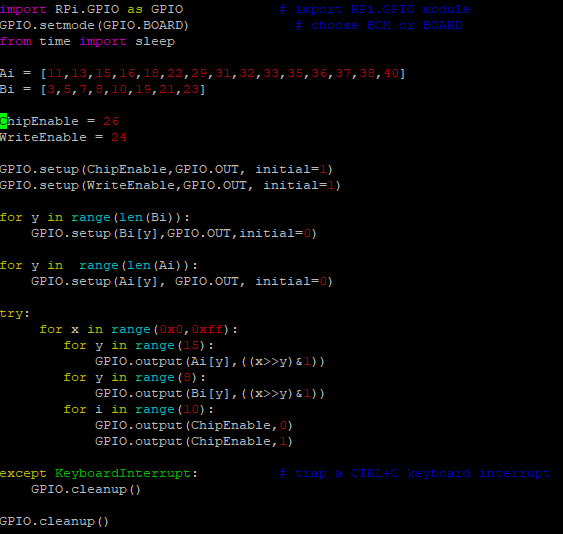 import RPi.GPIO as GPIO            # import RPi.GPIO module
GPIO.setmode(GPIO.BOARD)             # choose BCM or BOARD
from time import sleep
Ai = [11,13,15,16,18,22,29,31,32,33,35,36,37,38,40]
Bi = [3,5,7,8,10,19,21,23]
ChipEnable = 26
WriteEnable = 24
GPIO.setup(ChipEnable,GPIO.OUT, initial=1)
GPIO.setup(WriteEnable,GPIO.OUT, initial=1)
for y in range(len(Bi)):
    GPIO.setup(Bi[y],GPIO.OUT,initial=0)
for y in  range(len(Ai)):
    GPIO.setup(Ai[y], GPIO.OUT, initial=0)
try:
     for x in range(0x0,0xff):
        for y in range(15):
            GPIO.output(Ai[y],((x>>y)&1))
        for y in range(8):
            GPIO.output(Bi[y],((x>>y)&1))
        for i in range(10):
            GPIO.output(ChipEnable,0)
            GPIO.output(ChipEnable,1)
except KeyboardInterrupt:          # trap a CTRL+C keyboard interrupt
    GPIO.cleanup()
GPIO.cleanup()